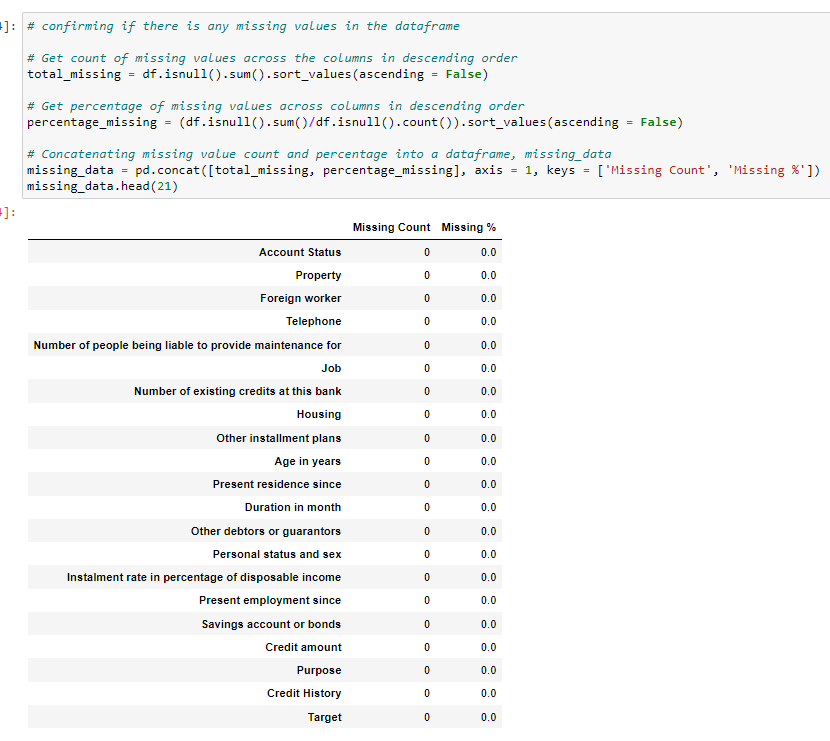 ]: # confirming if there is any missing values in the dataframe
# Get count of missing values across the columns in descending order
total_missing = df.isnull().sum().sort_values(ascending = False)
# Get percentage of missing values across columns in descending order
percentage_missing = (df.isnull().sum()/df.isnull().count()).sort_values(ascending = False)
# Concatenating missing value count and percentage into a dataframe, missing_data
missing_data = pd.concat([total_missing, percentage_missing], axis = 1, keys = ['Missing Count', 'Missing %'])
missing_data.head(21)
]:
Missing Count Missing %
Account Status 0 0.0
Property 0 0.0
Foreign worker 0 0.0
Telephone 0 0.0
Number of people being liable to provide maintenance for 0 0.0
Job 0 0.0
Number of existing credits at this bank 0 0.0
Housing 0 0.0
Other installment plans 0 0.0
Age in years 0 0.0
Present residence since 0 0.0
Duration in month 0 0.0
Other debtors or guarantors 0 0.0
Personal status and sex 0 0.0
Instalment rate in percentage of disposable income 0 0.0
Present employment since 0 0.0
Savings account or bonds 0 0.0
Credit amount 0 0.0
Purpose 0 0.0
Credit History 0 0.0
Target 0 0.0